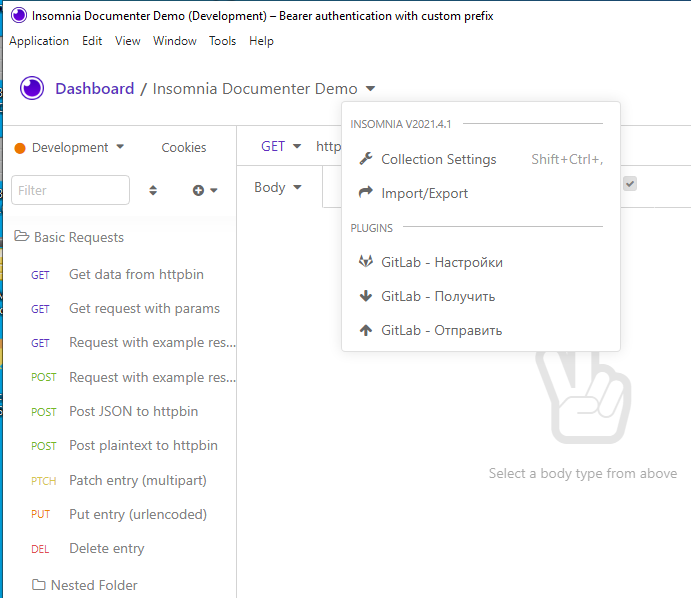 Insomnia Documenter Demo (Development) – Bearer authentication with custom prefix
Application Edit View Window Tools Help
Dashboard / Insomnia Documenter Demo
Development Cookies
GET http
Filter
Body
INSOMNIA V2021.4.1
Collection Settings Shift+Ctrl+,
Import/Export
PLUGINS
GitLab - Настройки
GitLab - Получить
GitLab - Отправить
Basic Requests
GET Get data from httpbin
GET Get request with params
GET Request with example res...
POST Request with example res...
POST Post JSON to httpbin
POST Post plaintext to httpbin
PTCH Patch entry (multipart)
PUT Put entry (urlencoded)
DEL Delete entry
Nested Folder
Select a body type from above